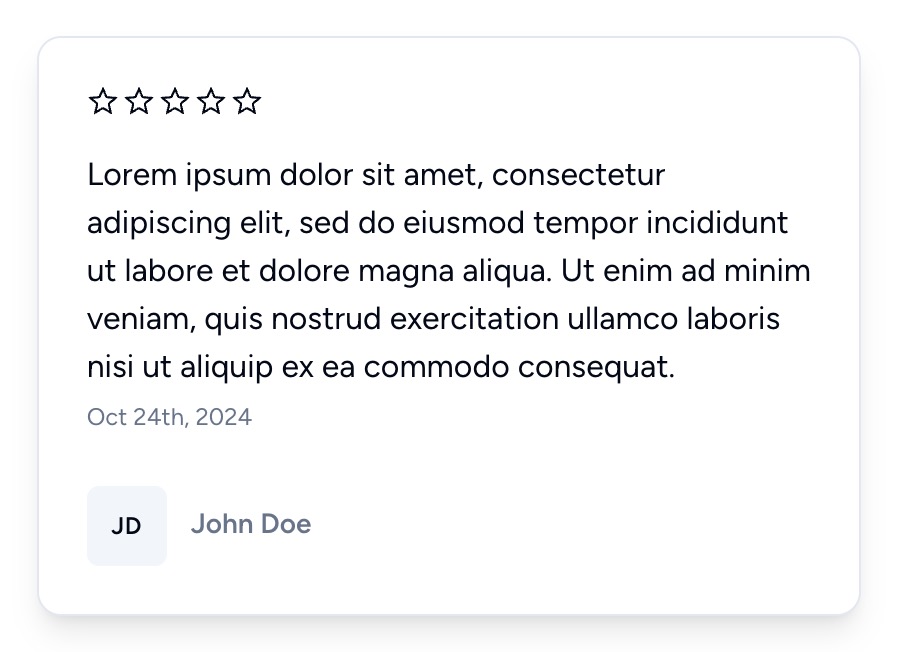 Lorem ipsum dolor sit amet, consectetur
adipiscing elit, sed do eiusmod tempor incididunt
ut labore et dolore magna aliqua. Ut enim ad minim
veniam, quis nostrud exercitation ullamco laboris
nisi ut aliquip ex ea commodo consequat.
Oct 24th, 2024
JD
John Doe